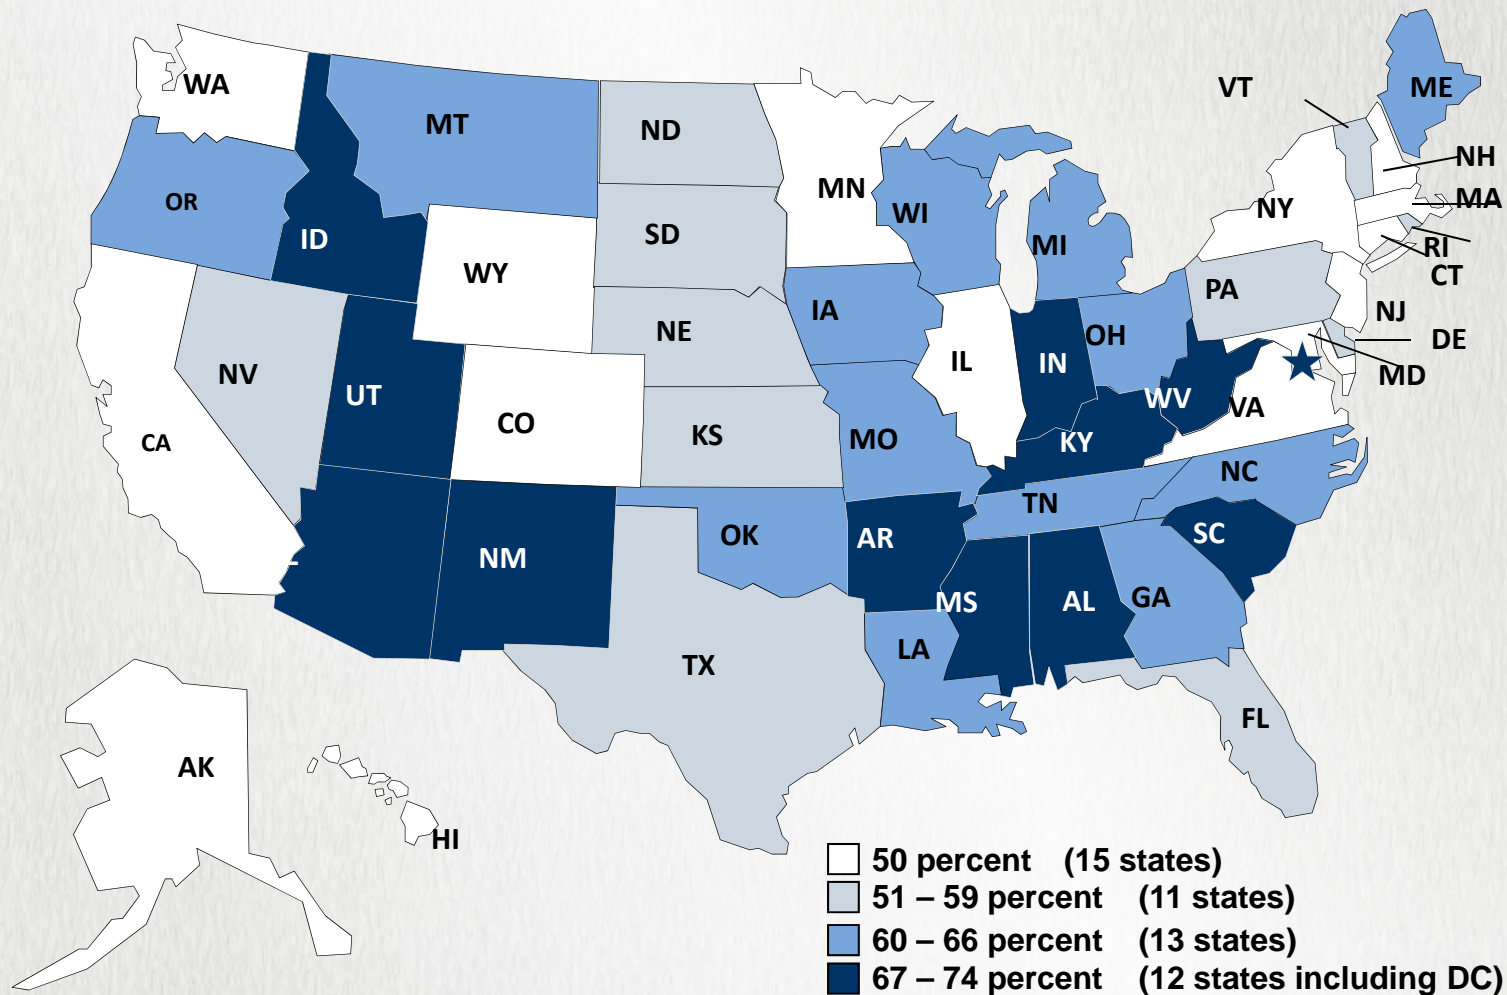 WA
MT
ND
MN
VT
ME
OR
ID
SD
WI
MI
NY
NH
MA
WY
IA
PA
RI
CT
NV
UT
NE
IL
IN
OH
NJ
DE
MD
CA
CO
KS
MO
KY
WV
VA
NM
OK
AR
TN
NC
SC
MS
AL
GA
TX
LA
FL
AK
HI
50 percent (15 states)
51 – 59 percent (11 states)
60 – 66 percent (13 states)
67 – 74 percent (12 states including DC)